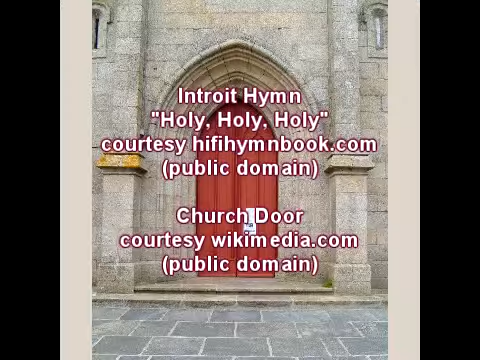 Introit Hymn
"Holy, Holy, Holy"
courtesy hifihymnbook.com
(public domain)
Church Door
courtesy wikimedia.com
(public domain)